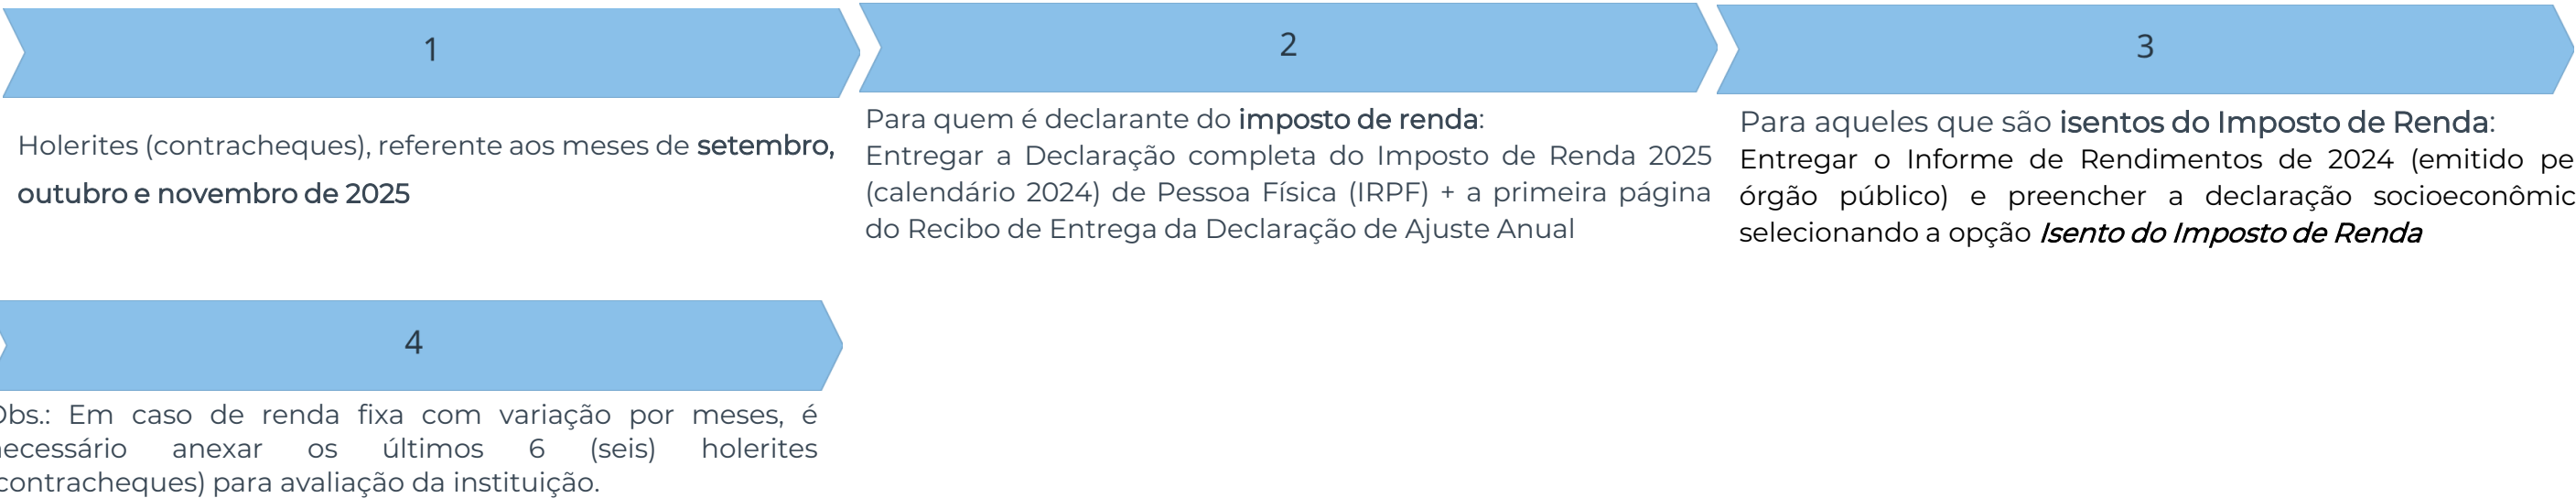 1
Holerites (contracheques), referente aos meses de setembro,
outubro e novembro de 2025
2
Para quem é declarante do imposto de renda:
Entregar a Declaração completa do Imposto de Renda 2025
(calendário 2024) de Pessoa Física (IRPF) + a primeira página
do Recibo de Entrega da Declaração de Ajuste Anual
3
Para aqueles que são isentos do Imposto de Renda:
Entregar o Informe de Rendimentos de 2024 (emitido pe
órgão público) e preencher a declaração socioeconômic
selecionando a opção Isento do Imposto de Renda
4
Obs.: Em caso de renda fixa com variação por meses, é
necessário anexar os últimos 6 (seis) holerites
contracheques) para avaliação da instituição.